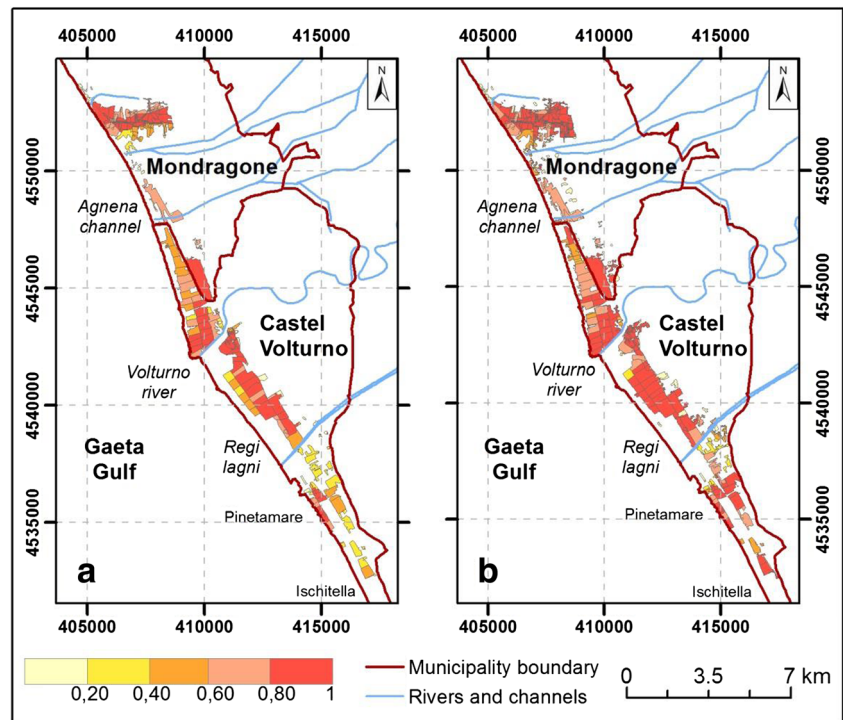 405000 410000 415000
405000 410000 415000
N
N
4550000
4545000
4540000
4535000
4550000
4545000
4540000
4535000
Mondragone
Agnena
channel
Castel
Volturno
Volturno
river
Gaeta
Gulf
Regi
lagni
Pinetamare
Ischitella
a
Mondragone
Agnena
channel
Castel
Volturno
Volturno
river
Gaeta
Gulf
Regi
lagni
Pinetamare
Ischitella
b
405000 410000 415000
405000 410000 415000
0,20 0,40 0,60 0,80 1
Municipality boundary
Rivers and channels
0 3.5 7 km